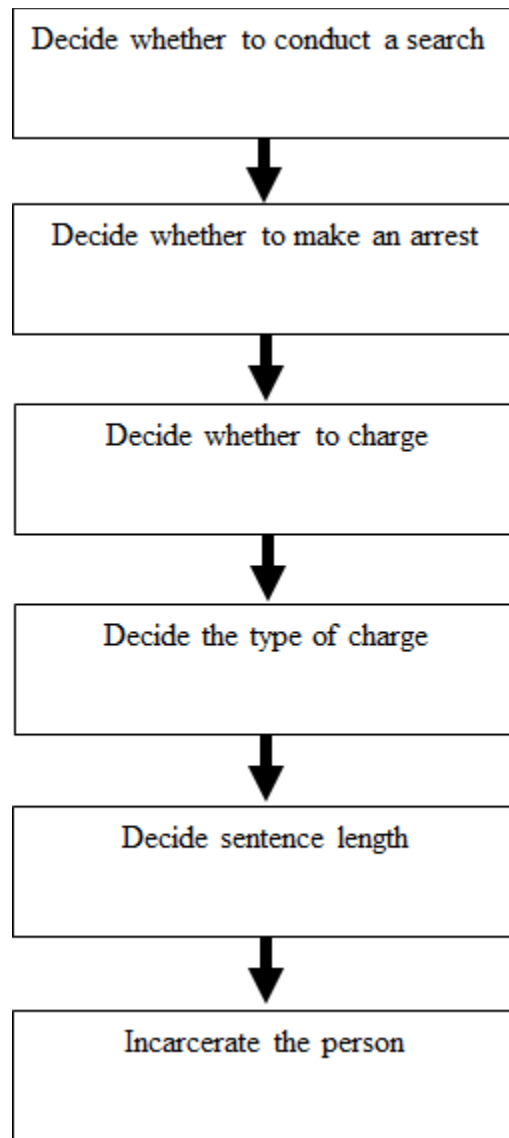 Decide whether to conduct a search
Decide whether to make an arrest
Decide whether to charge
Decide the type of charge
Decide sentence length
Incarcerate the person